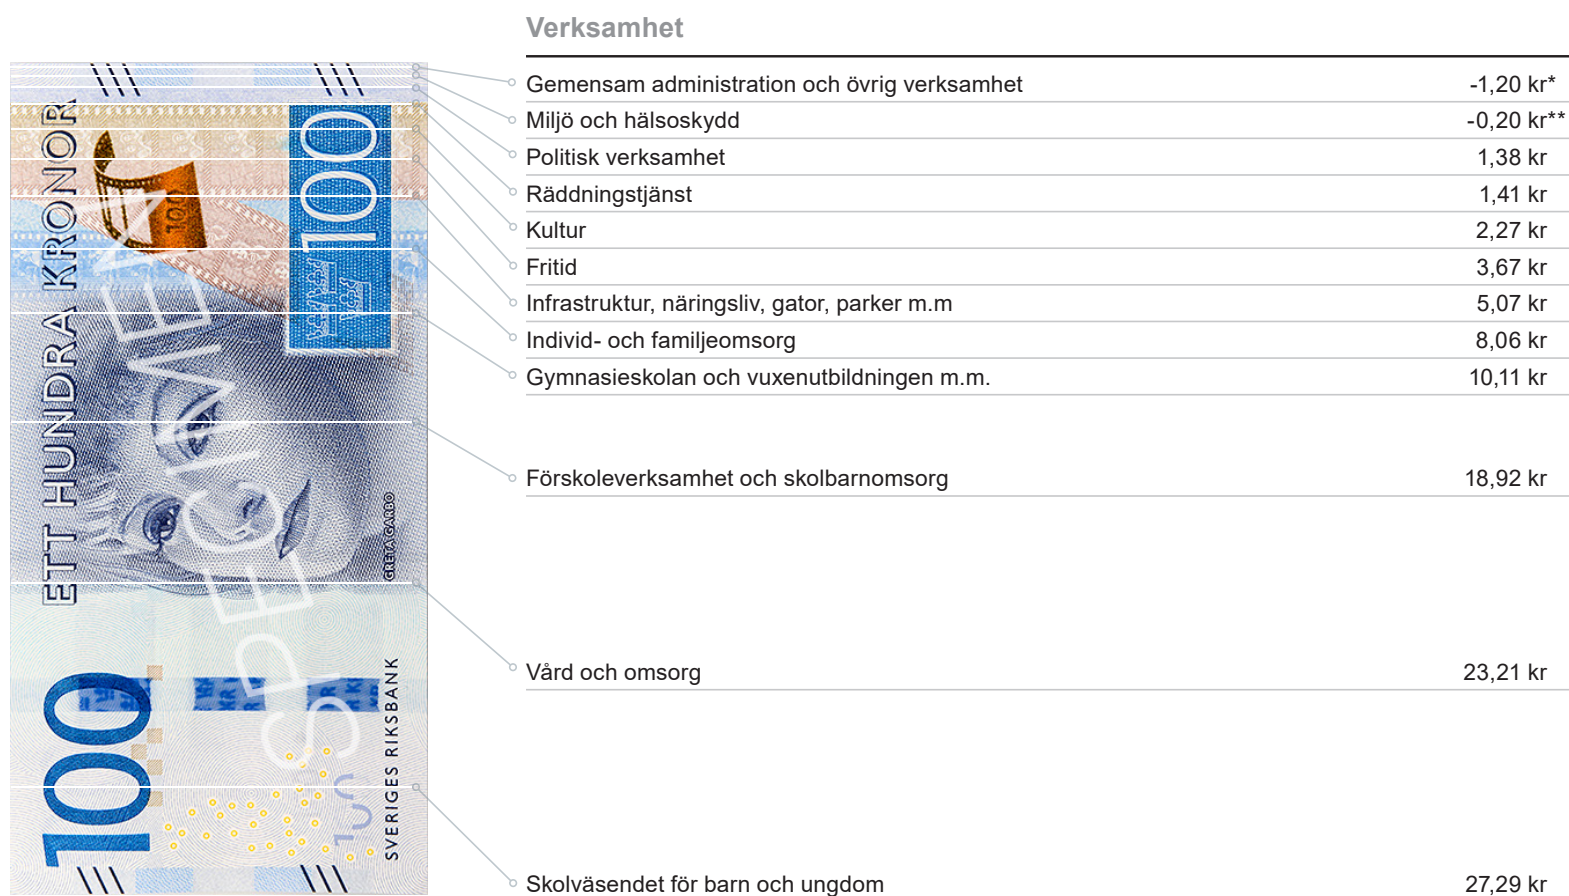 Verksamhet
Gemensam administration och övrig verksamhet -1,20 kr*
Miljö och hälsoskydd -0,20 kr**
Politisk verksamhet 1,38 kr
Räddningstjänst 1,41 kr
Kultur 2,27 kr
Fritid 3,67 kr
Infrastruktur, näringsliv, gator, parker m.m 5,07 kr
Individ- och familjeomsorg 8,06 kr
Gymnasieskolan och vuxenutbildningen m.m. 10,11 kr
Förskoleverksamhet och skolbarnomsorg 18,92 kr
Vård och omsorg 23,21 kr
Skolväsendet för barn och ungdom 27,29 kr
ETT HUNDRA KRONOR
100
100
100
SPECIMEN
GRETA GARBO
SVERIGES RIKSBANK
100